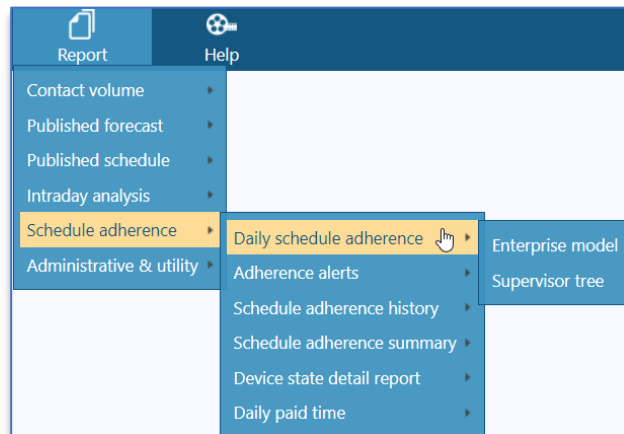 Report
Help
Contact volume
Published forecast
Published schedule
Intraday analysis
Schedule adherence
Administrative & utility
Daily schedule adherence
Adherence alerts
Schedule adherence history
Schedule adherence summary
Device state detail report
Daily paid time
Enterprise model
Supervisor tree